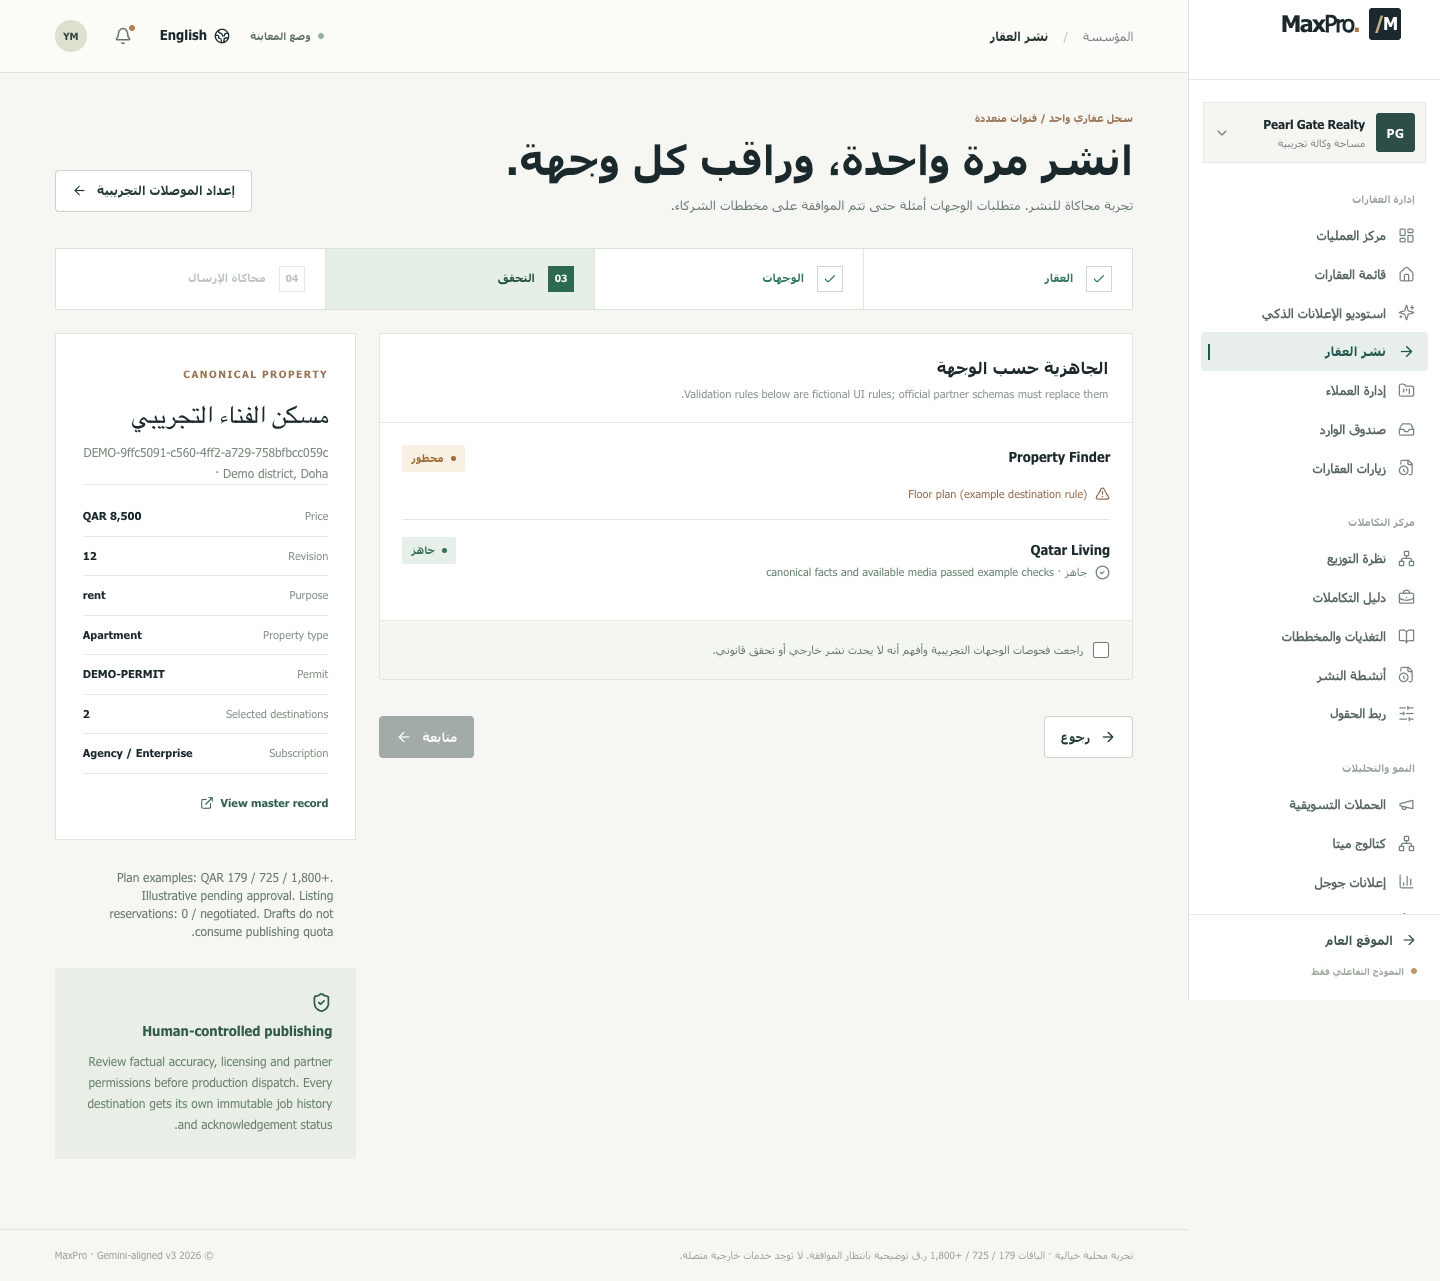 MaxPro.
/M
Pearl Gate Realty
PG
مساحة وكالة تجريبية
إدارة العقارات
مركز العمليات
قائمة العقارات
استوديو الإعلانات الذكي
نشر العقار
إدارة العملاء
صندوق الوارد
زيارات العقارات
مركز التكاملات
نظرة التوزيع
دليل التكاملات
التغذيات والمخططات
أنشطة النشر
ربط الحقول
النمو والتحليلات
الحملات التسويقية
كتالوج ميتا
إعلانات جوجل
الموقع العام
النموذج التفاعلي فقط
المؤسسة / نشر العقار
وضع المعاينة
English
YM
سجل عقاري واحد / قنوات متعددة
انشر مرة واحدة، وراقب كل وجهة.
تجربة محاكاة للنشر. متطلبات الوجهات أمثلة حتى تتم الموافقة على مخططات الشركاء.
إعداد الموصلات التجريبية
العقار
الوجهات
03 التحقق
04 محاكاة الإرسال
الجاهزية حسب الوجهة
Validation rules below are fictional UI rules; official partner schemas must replace them.
Property Finder
محظور
Floor plan (example destination rule)
Qatar Living
جاهز
جاهز · canonical facts and available media passed example checks
راجعت فحوصات الوجهات التجريبية وأفهم أنه لا يحدث نشر خارجي أو تحقق قانوني.
رجوع
متابعة
CANONICAL PROPERTY
مسكن الفناء التجريبي
DEMO-9ffc5091-c560-4ff2-a729-758bfbcc059c
· Demo district, Doha
Price QAR 8,500
Revision 12
Purpose rent
Property type Apartment
Permit DEMO-PERMIT
Selected destinations 2
Subscription Agency / Enterprise
View master record
Plan examples: QAR 179 / 725 / 1,800+.
Illustrative pending approval. Listing
reservations: 0 / negotiated. Drafts do not
consume publishing quota.
Human-controlled publishing
Review factual accuracy, licensing and partner
permissions before production dispatch. Every
destination gets its own immutable job history
and acknowledgement status.
تجربة محلية خيالية · الباقات 179 / 725 / +1,800 ر.ق توضيحية بانتظار الموافقة. لا توجد خدمات خارجية متصلة.
MaxPro · Gemini-aligned v3 2026 ©